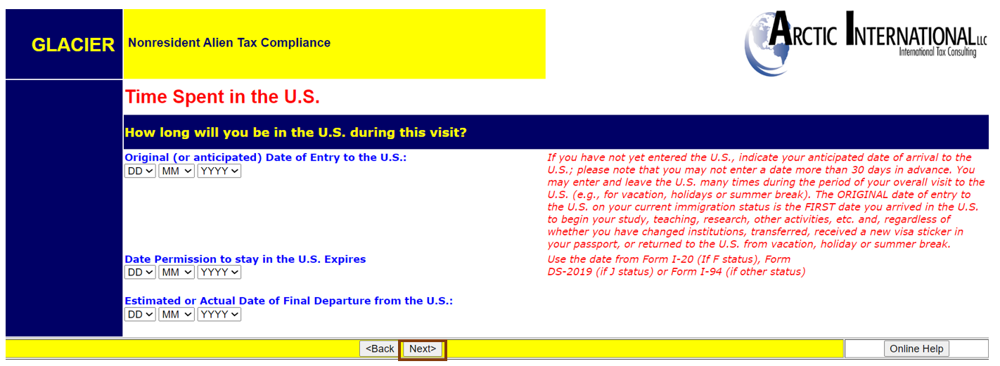 GLACIER
Nonresident Alien Tax Compliance
ARCTIC INTERNATIONAL LLC
International Tax Consulting
Time Spent in the U.S.
How long will you be in the U.S. during this visit?
Original (or anticipated) Date of Entry to the U.S.:
DD MM YYYY
If you have not yet entered the U.S., indicate your anticipated date of arrival to the
U.S.; please note that you may not enter a date more than 30 days in advance. You
may enter and leave the U.S. many times during the period of your overall visit to the
U.S. (e.g., for vacation, holidays or summer break). The ORIGINAL date of entry to
the U.S. on your current immigration status is the FIRST date you arrived in the U.S.
to begin your study, teaching, research, other activities, etc. and, regardless of
whether you have changed institutions, transferred, received a new visa sticker in
your passport, or returned to the U.S. from vacation, holiday or summer break.
Date Permission to stay in the U.S. Expires
DD MM YYYY
Use the date from Form I-20 (If F status), Form
DS-2019 (if J status) or Form I-94 (if other status)
Estimated or Actual Date of Final Departure from the U.S.:
DD MM YYYY
<Back Next> Online Help